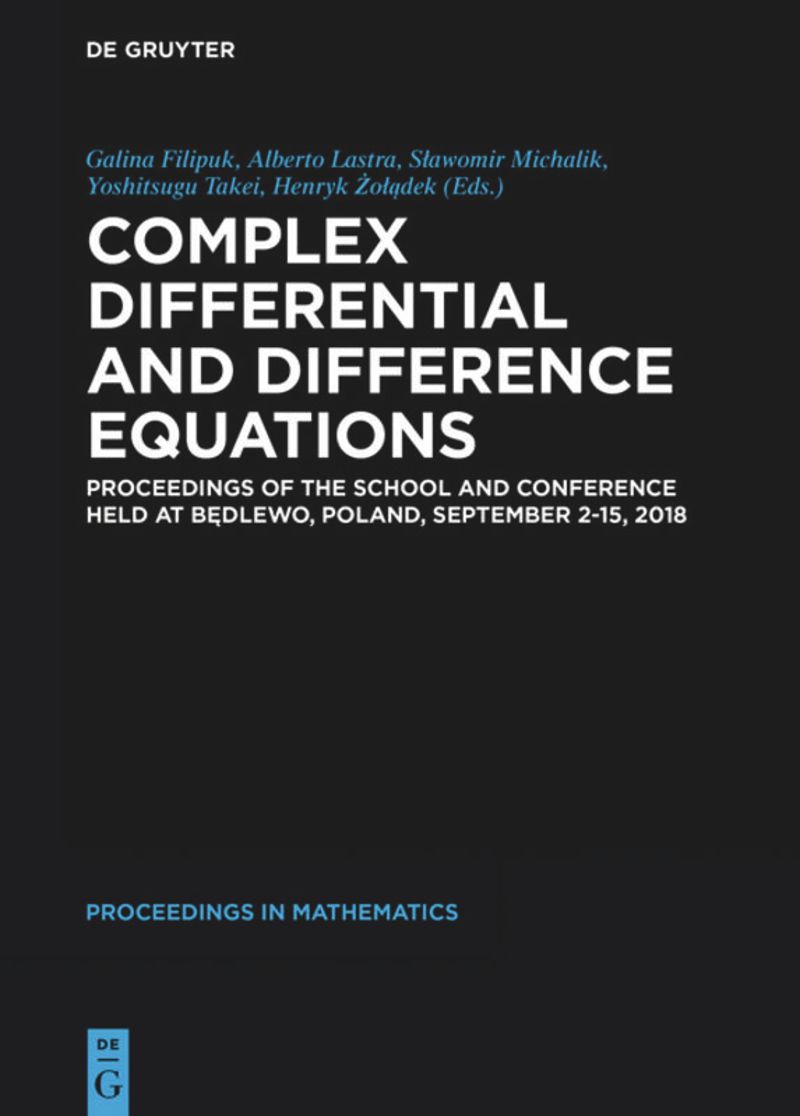 DE GRUYTER
Galina Filipuk, Alberto Lastra, Sławomir Michalik,
Yoshitsugu Takei, Henryk Żołądek (Eds.)
COMPLEX
DIFFERENTIAL
AND DIFFERENCE
EQUATIONS
PROCEEDINGS OF THE SCHOOL AND CONFERENCE
HELD AT BĘDLEWO, POLAND, SEPTEMBER 2-15, 2018
PROCEEDINGS IN MATHEMATICS
DE
G